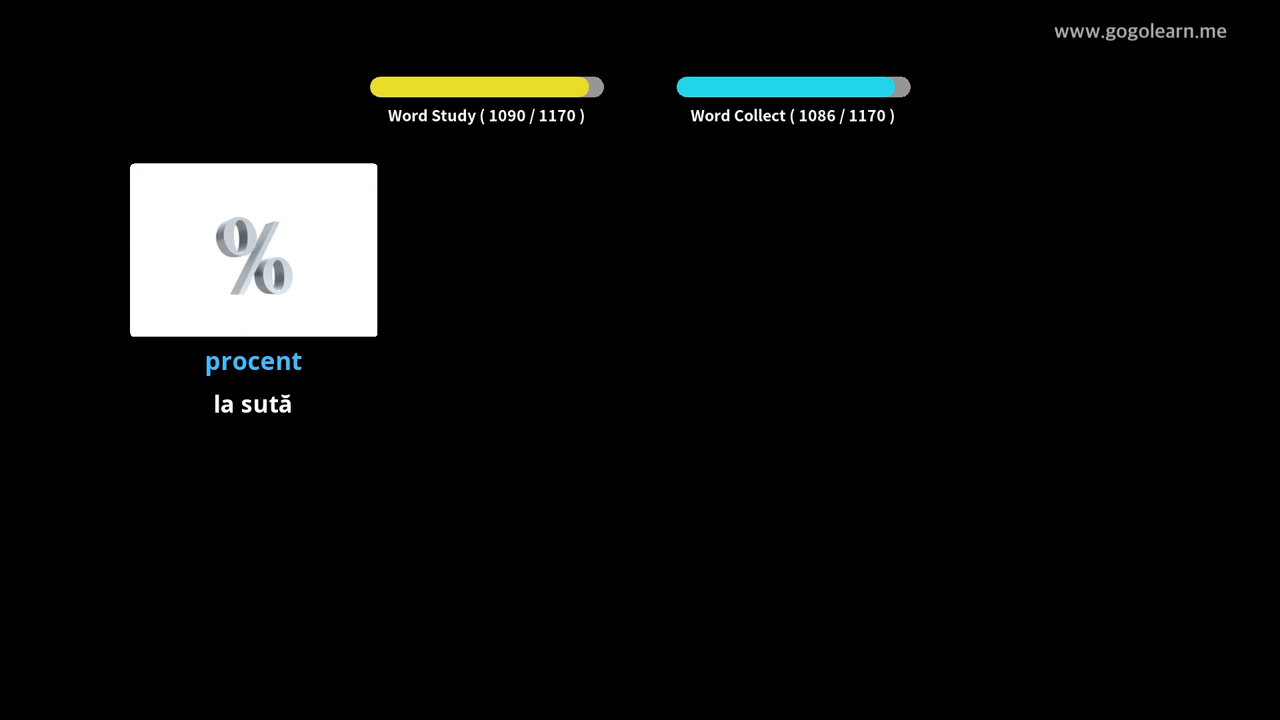 www.gogolearn.me
Word Study ( 1090 / 1170 )
Word Collect ( 1086 / 1170 )
%
procent
la sută